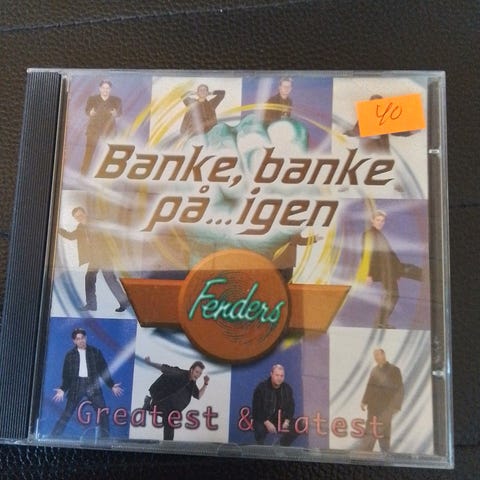 40
Banke, banke
på...igen
Fenders
Greatest & Latest